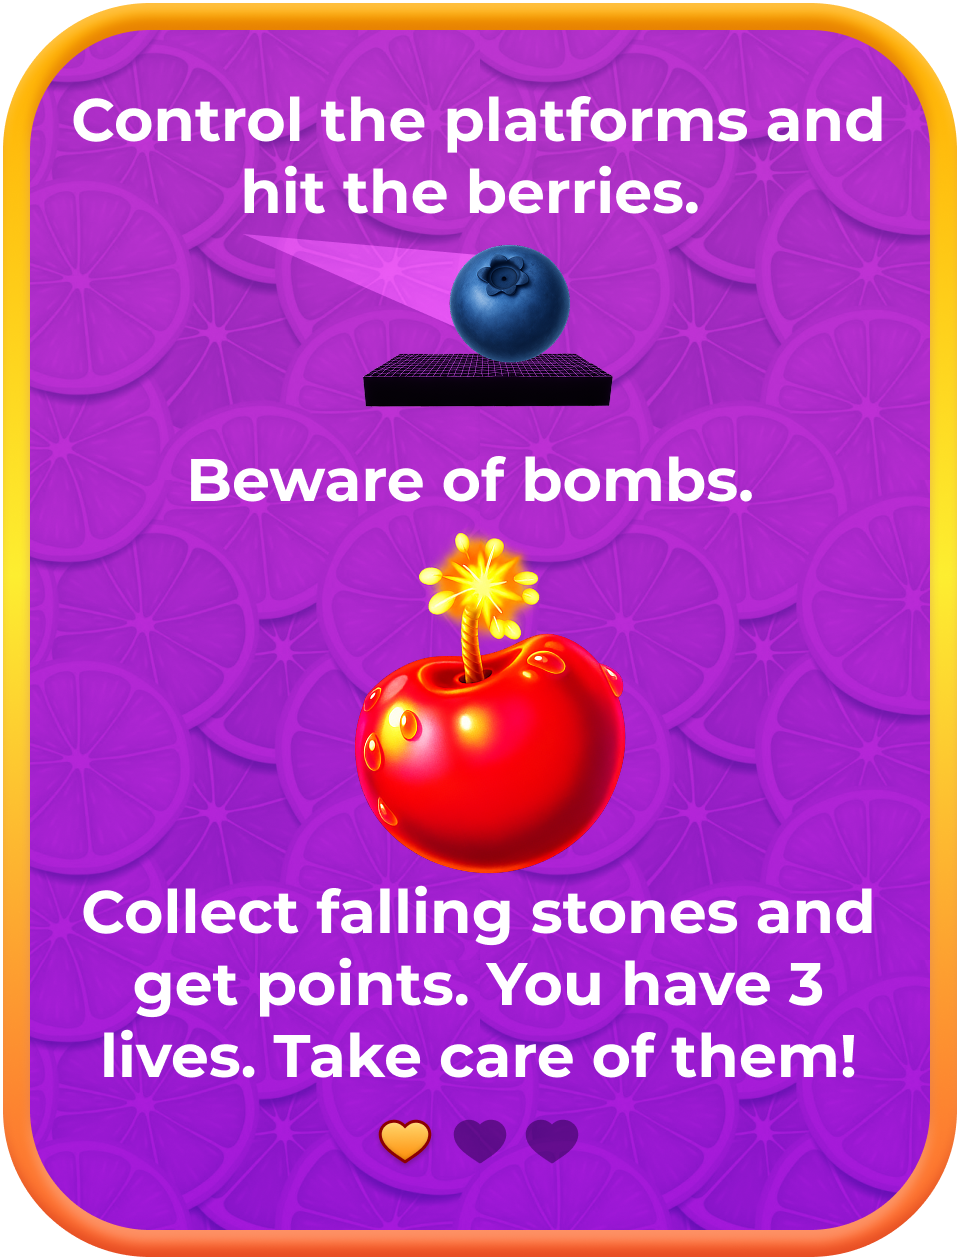 Control the platforms and
hit the berries.
Beware of bombs.
Collect falling stones and
get points. You have 3
lives. Take care of them!